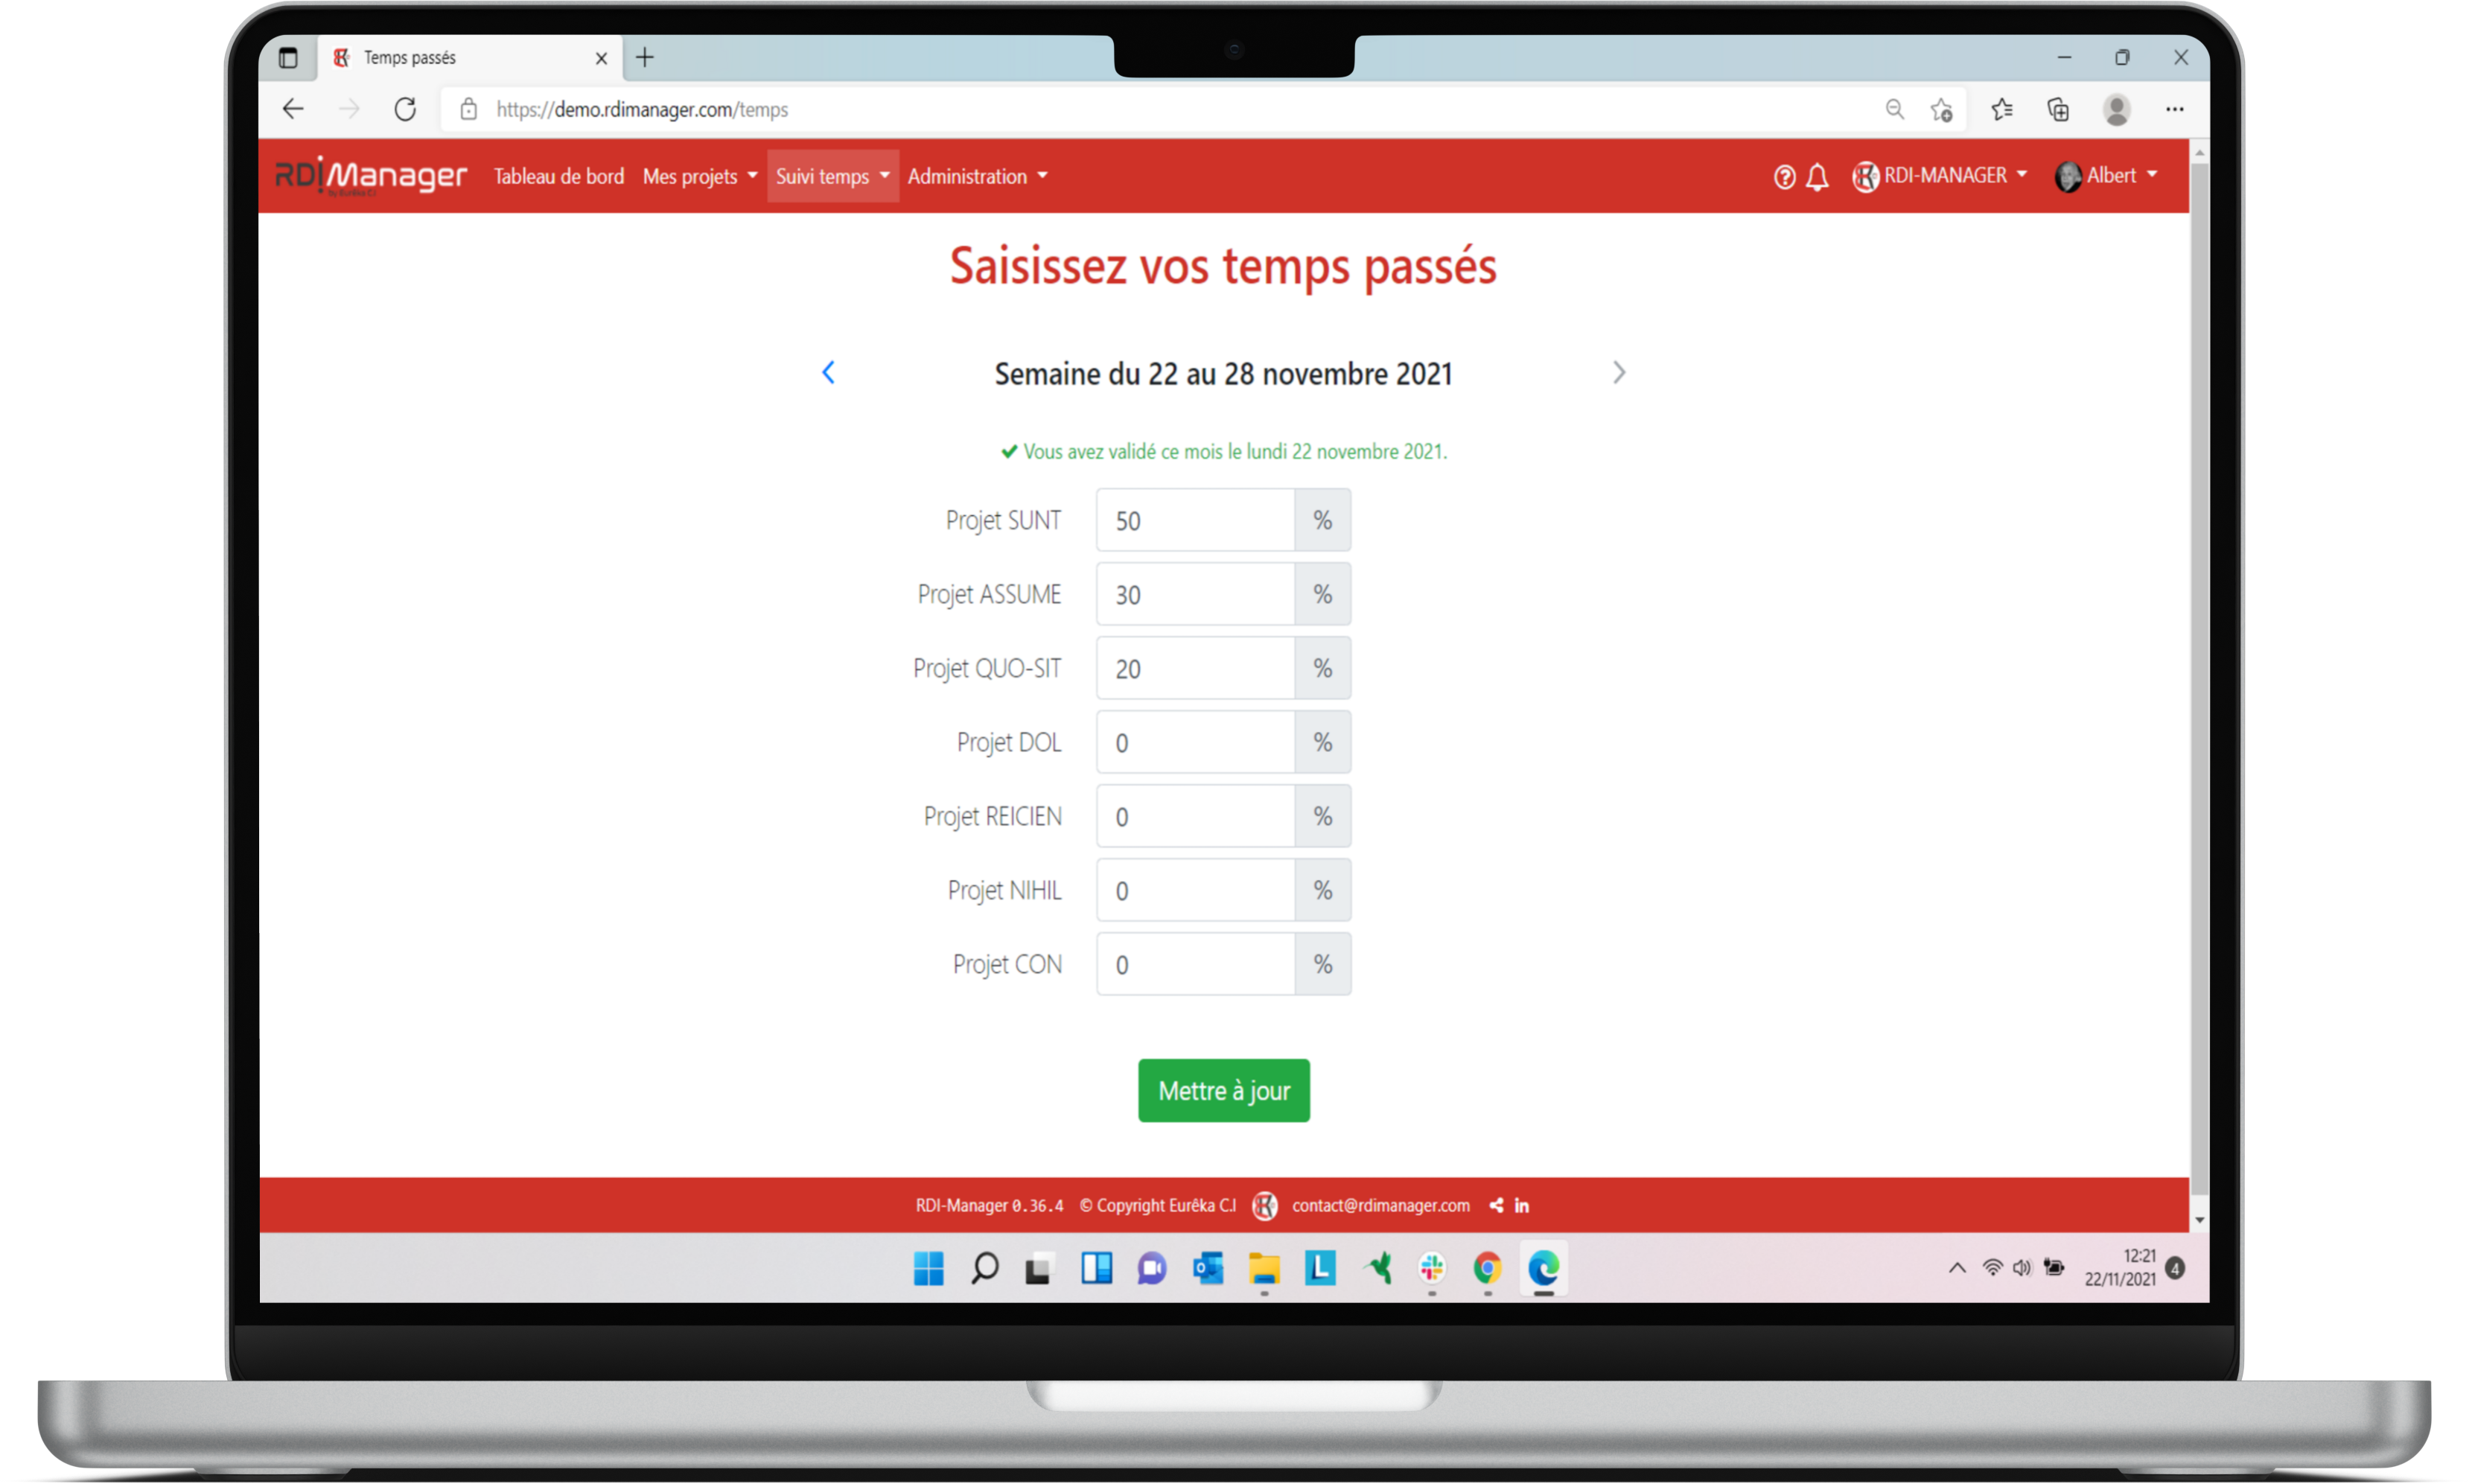 Temps passés
https://demo.rdimanager.com/temps
RDiManager Tableau de bord Mes projets Suivi temps Administration RDI-MANAGER Albert
by Eurêka C.I
Saisissez vos temps passés
Semaine du 22 au 28 novembre 2021
Vous avez validé ce mois le lundi 22 novembre 2021.
Projet SUNT 50 %
Projet ASSUME 30 %
Projet QUO-SIT 20 %
Projet DOL 0 %
Projet REICIEN 0 %
Projet NIHIL 0 %
Projet CON 0 %
Mettre à jour
RDI-Manager 0.36.4 © Copyright Eurêka C.I contact@rdimanager.com in
L
12:21
22/11/2021 4